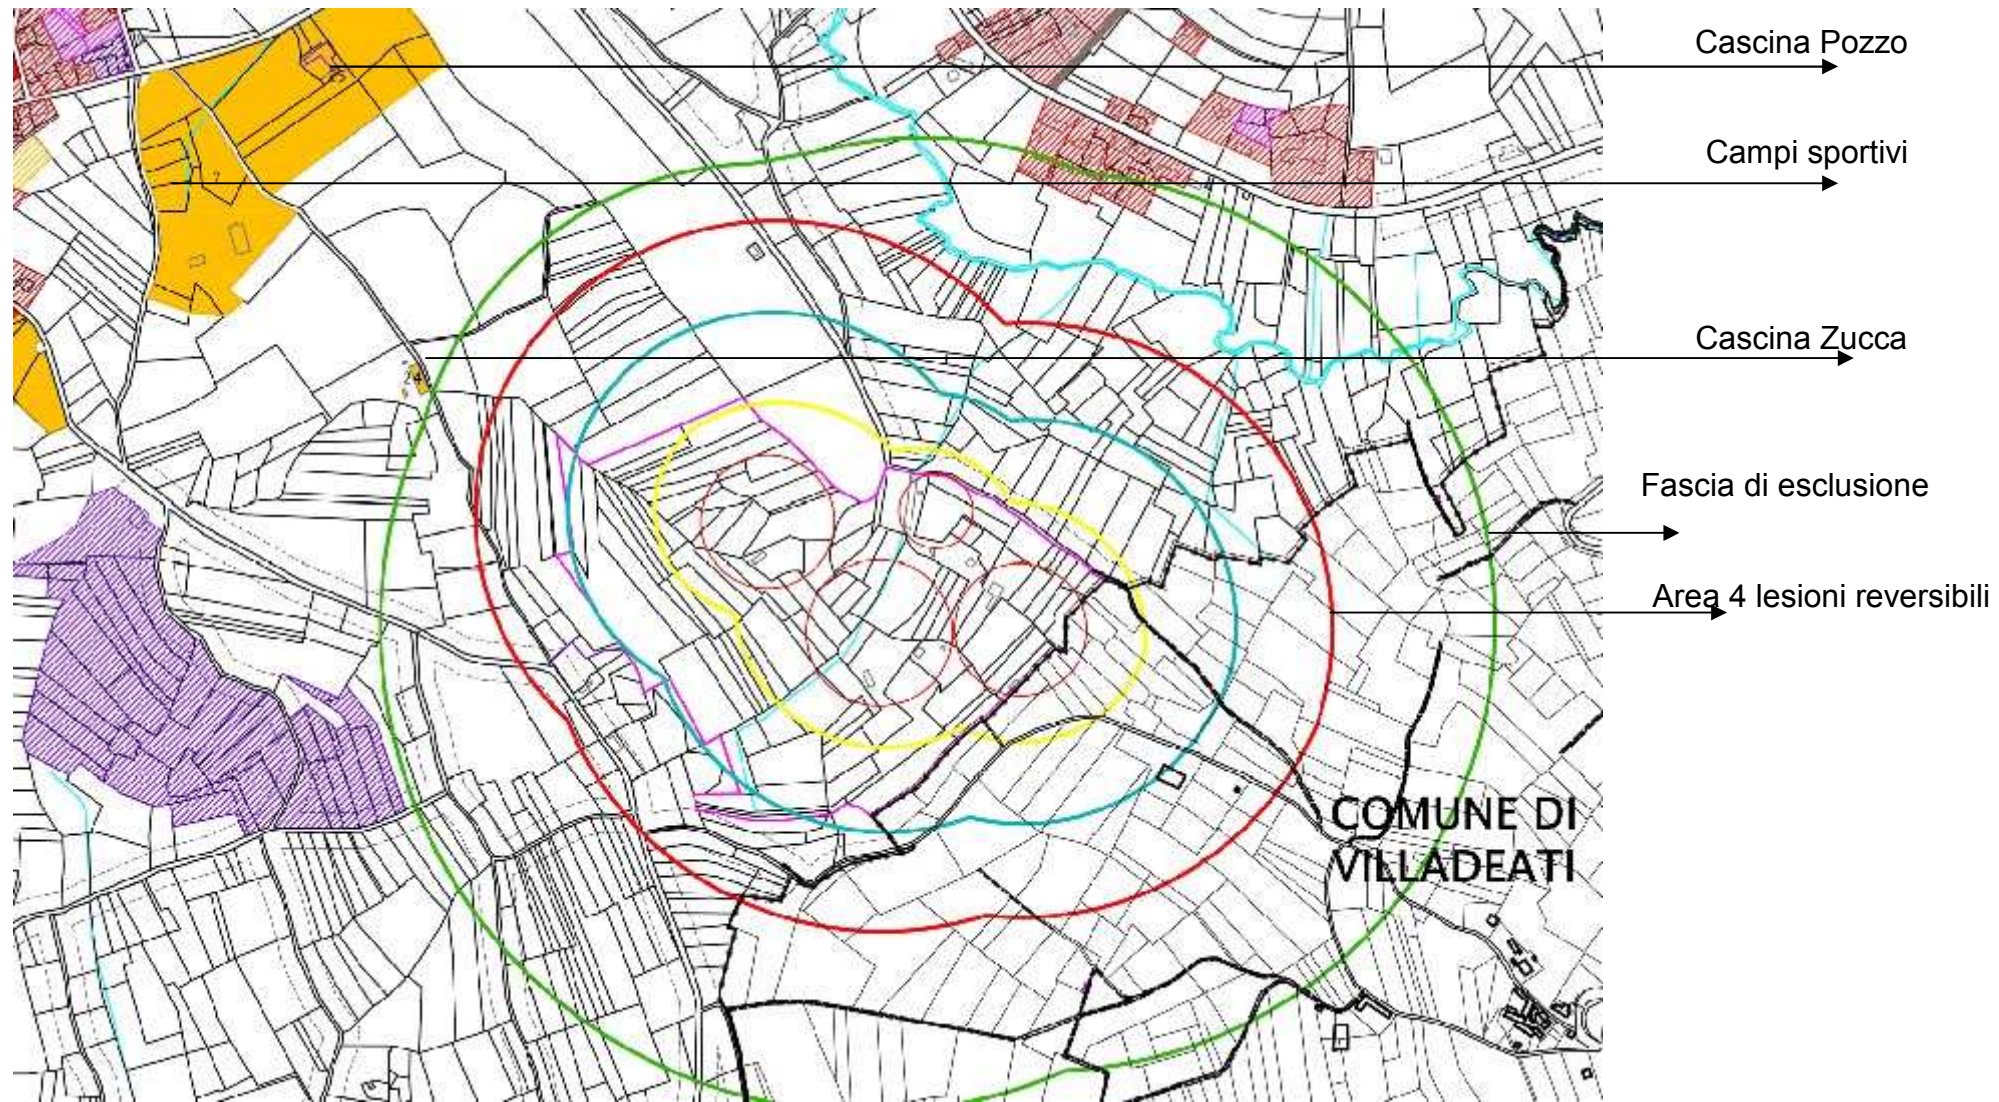 Cascina Pozzo
Campi sportivi
Cascina Zucca
Fascia di esclusione
Area 4 lesioni reversibili
COMUNE DI
VILLADEATI